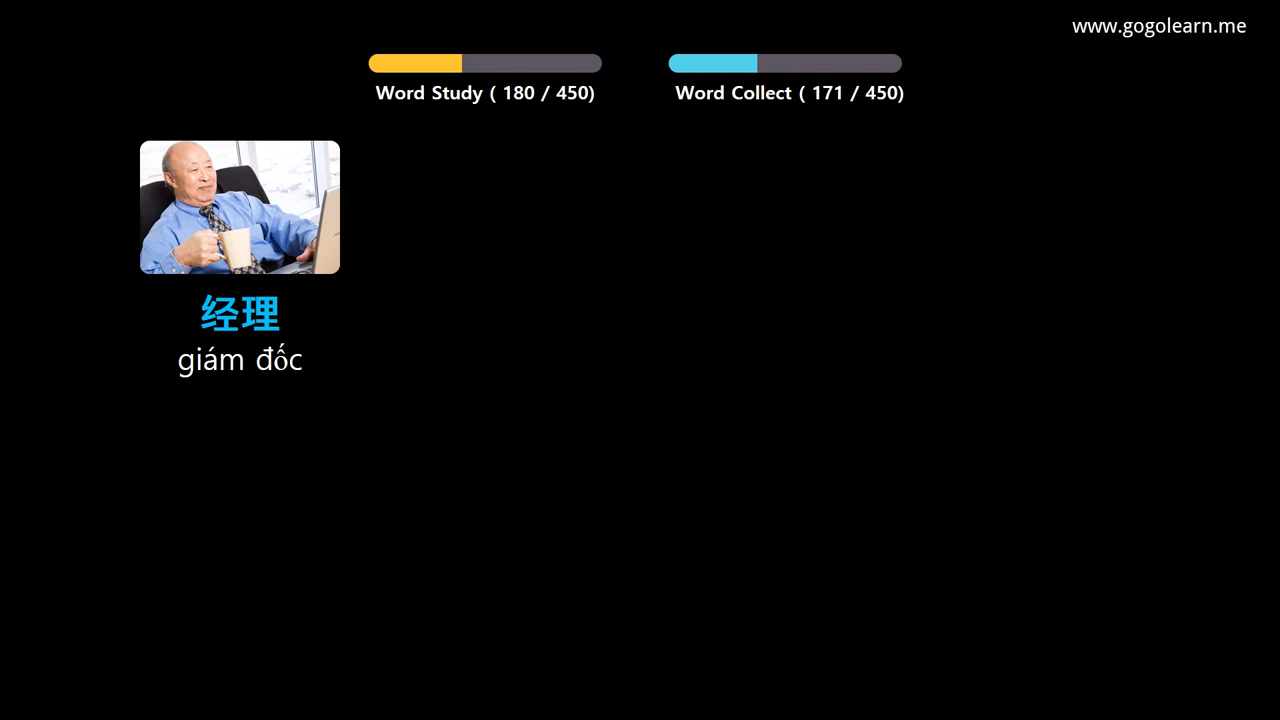 www.gogolearn.me
Word Study ( 180 / 450)
Word Collect ( 171 / 450)
经理
giám đốc